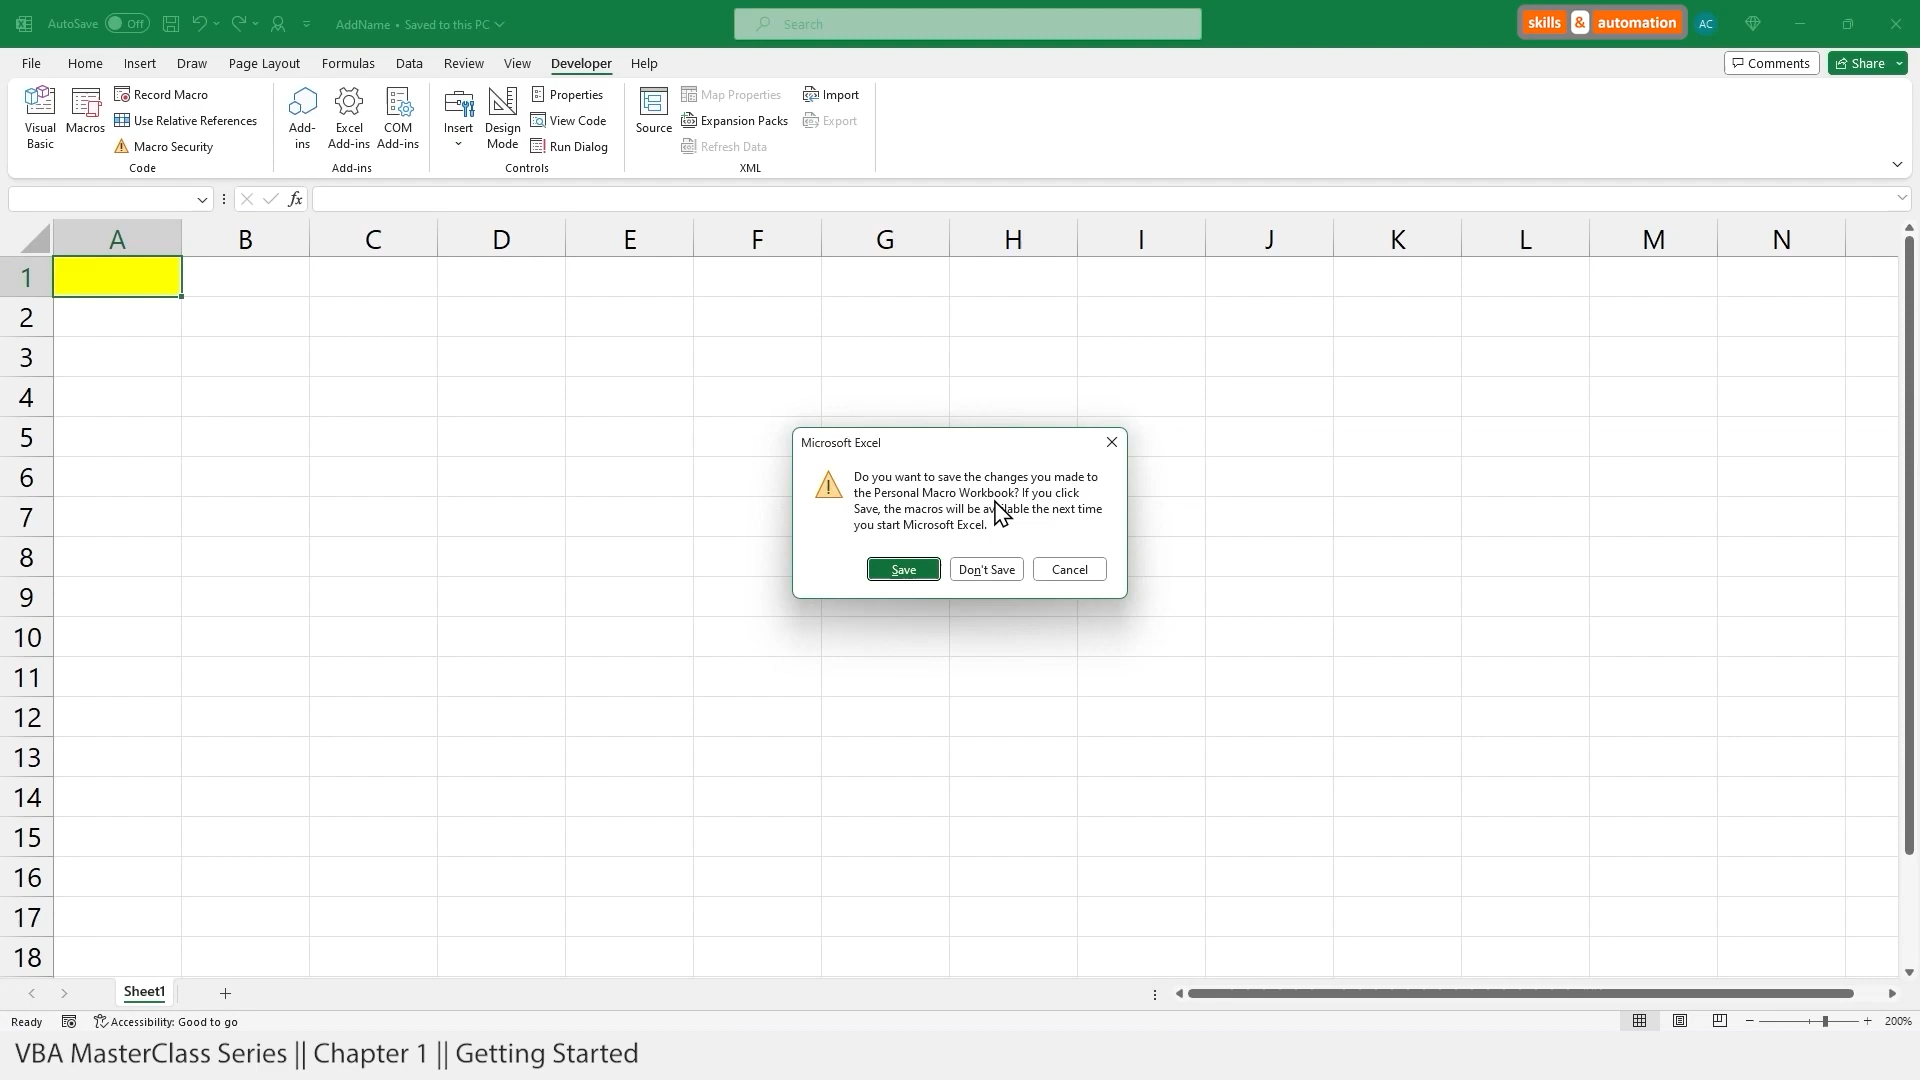 AutoSave Off AddName • Saved to this PC Search skills & automation AC
File Home Insert Draw Page Layout Formulas Data Review View Developer Help Comments Share
Visual Basic
Macros
Record Macro
Use Relative References
Macro Security
Code
Add-ins
Excel Add-ins
COM Add-ins
Add-ins
Insert
Design Mode
Properties
View Code
Run Dialog
Controls
Source
Map Properties
Expansion Packs
Refresh Data
Import
Export
XML
fx
A B C D E F G H I J K L M N
1
2
3
4
5
6
7
8
9
10
11
12
13
14
15
16
17
18
Microsoft Excel
Do you want to save the changes you made to
the Personal Macro Workbook? If you click
Save, the macros will be available the next time
you start Microsoft Excel.
Save Don't Save Cancel
Sheet1
Ready Accessibility: Good to go 200%
VBA MasterClass Series || Chapter 1 || Getting Started